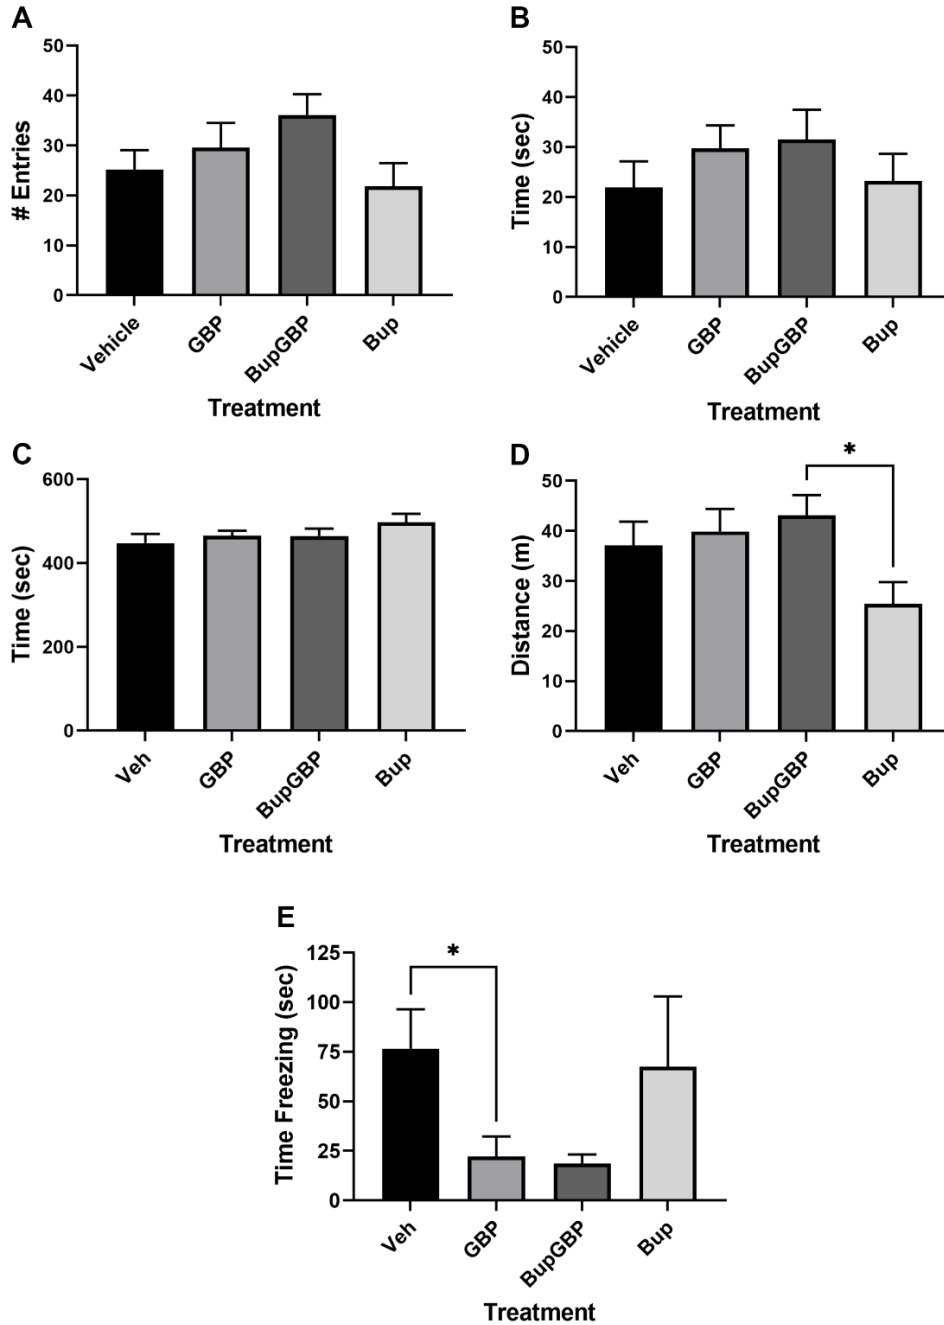 A
# Entries
50
40
30
20
10
0
Vehicle
GBP
BupGBP
Bup
Treatment
B
Time (sec)
50
40
30
20
10
0
Vehicle
GBP
BupGBP
Bup
Treatment
C
Time (sec)
600
400
200
0
Veh
GBP
BupGBP
Bup
Treatment
D
Distance (m)
50
40
30
20
10
0
*
Veh
GBP
BupGBP
Bup
Treatment
E
Time Freezing (sec)
125
100
75
50
25
0
*
Veh
GBP
BupGBP
Bup
Treatment